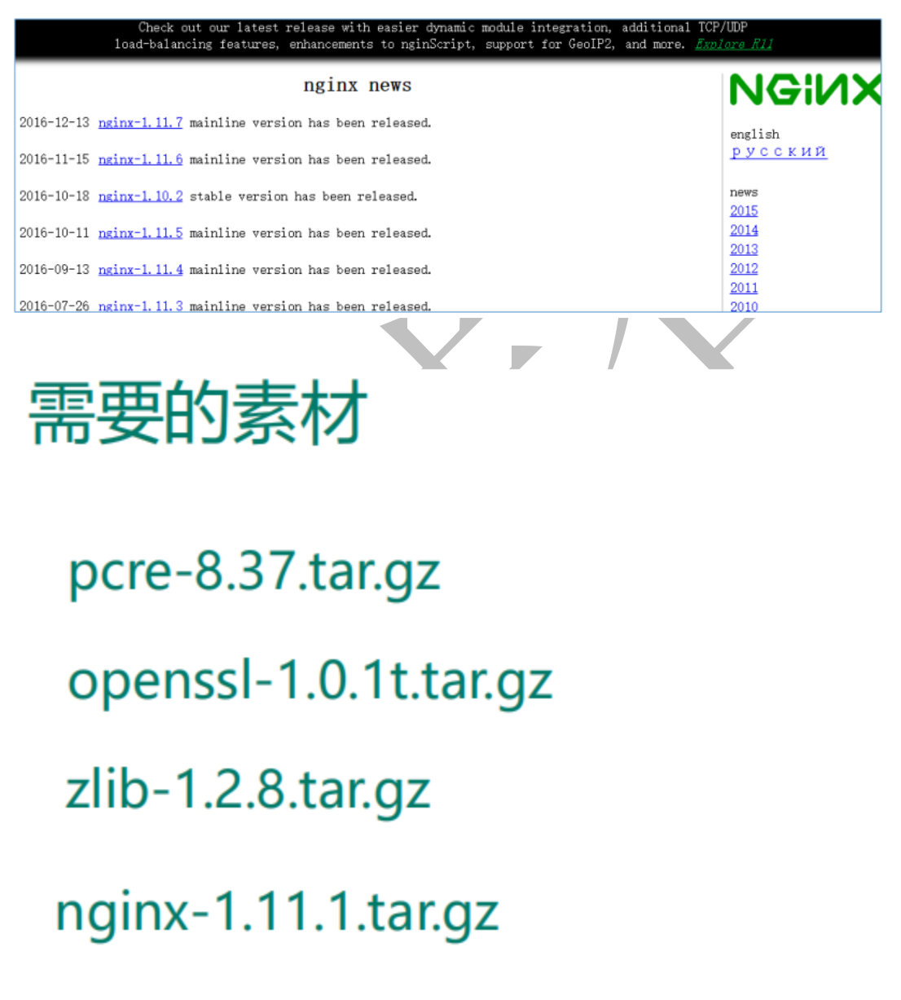 Check out our latest release with easier dynamic module integration, additional TCP/UDP
load-balancing features, enhancements to nginScript, support for GeoIP2, and more. Explore R11
nginx news
2016-12-13 nginx-1.11.7 mainline version has been released.
2016-11-15 nginx-1.11.6 mainline version has been released.
2016-10-18 nginx-1.10.2 stable version has been released.
2016-10-11 nginx-1.11.5 mainline version has been released.
2016-09-13 nginx-1.11.4 mainline version has been released.
2016-07-26 nginx-1.11.3 mainline version has been released.
NGiNX
english
русский
news
2015
2014
2013
2012
2011
2010
需要的素材
pcre-8.37.tar.gz
openssl-1.0.1t.tar.gz
zlib-1.2.8.tar.gz
nginx-1.11.1.tar.gz